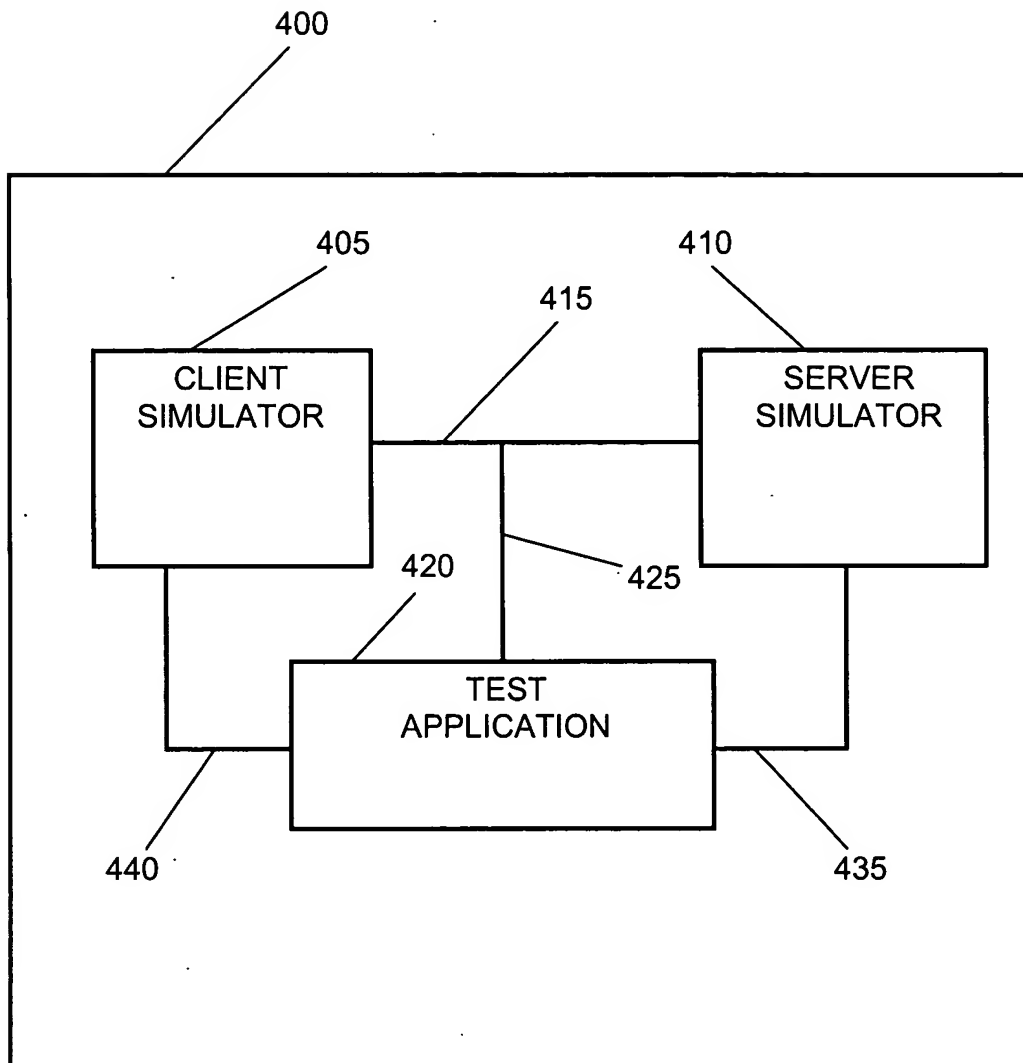 400
405
410
415
CLIENT
SIMULATOR
SERVER
SIMULATOR
420
425
TEST
APPLICATION
440
435